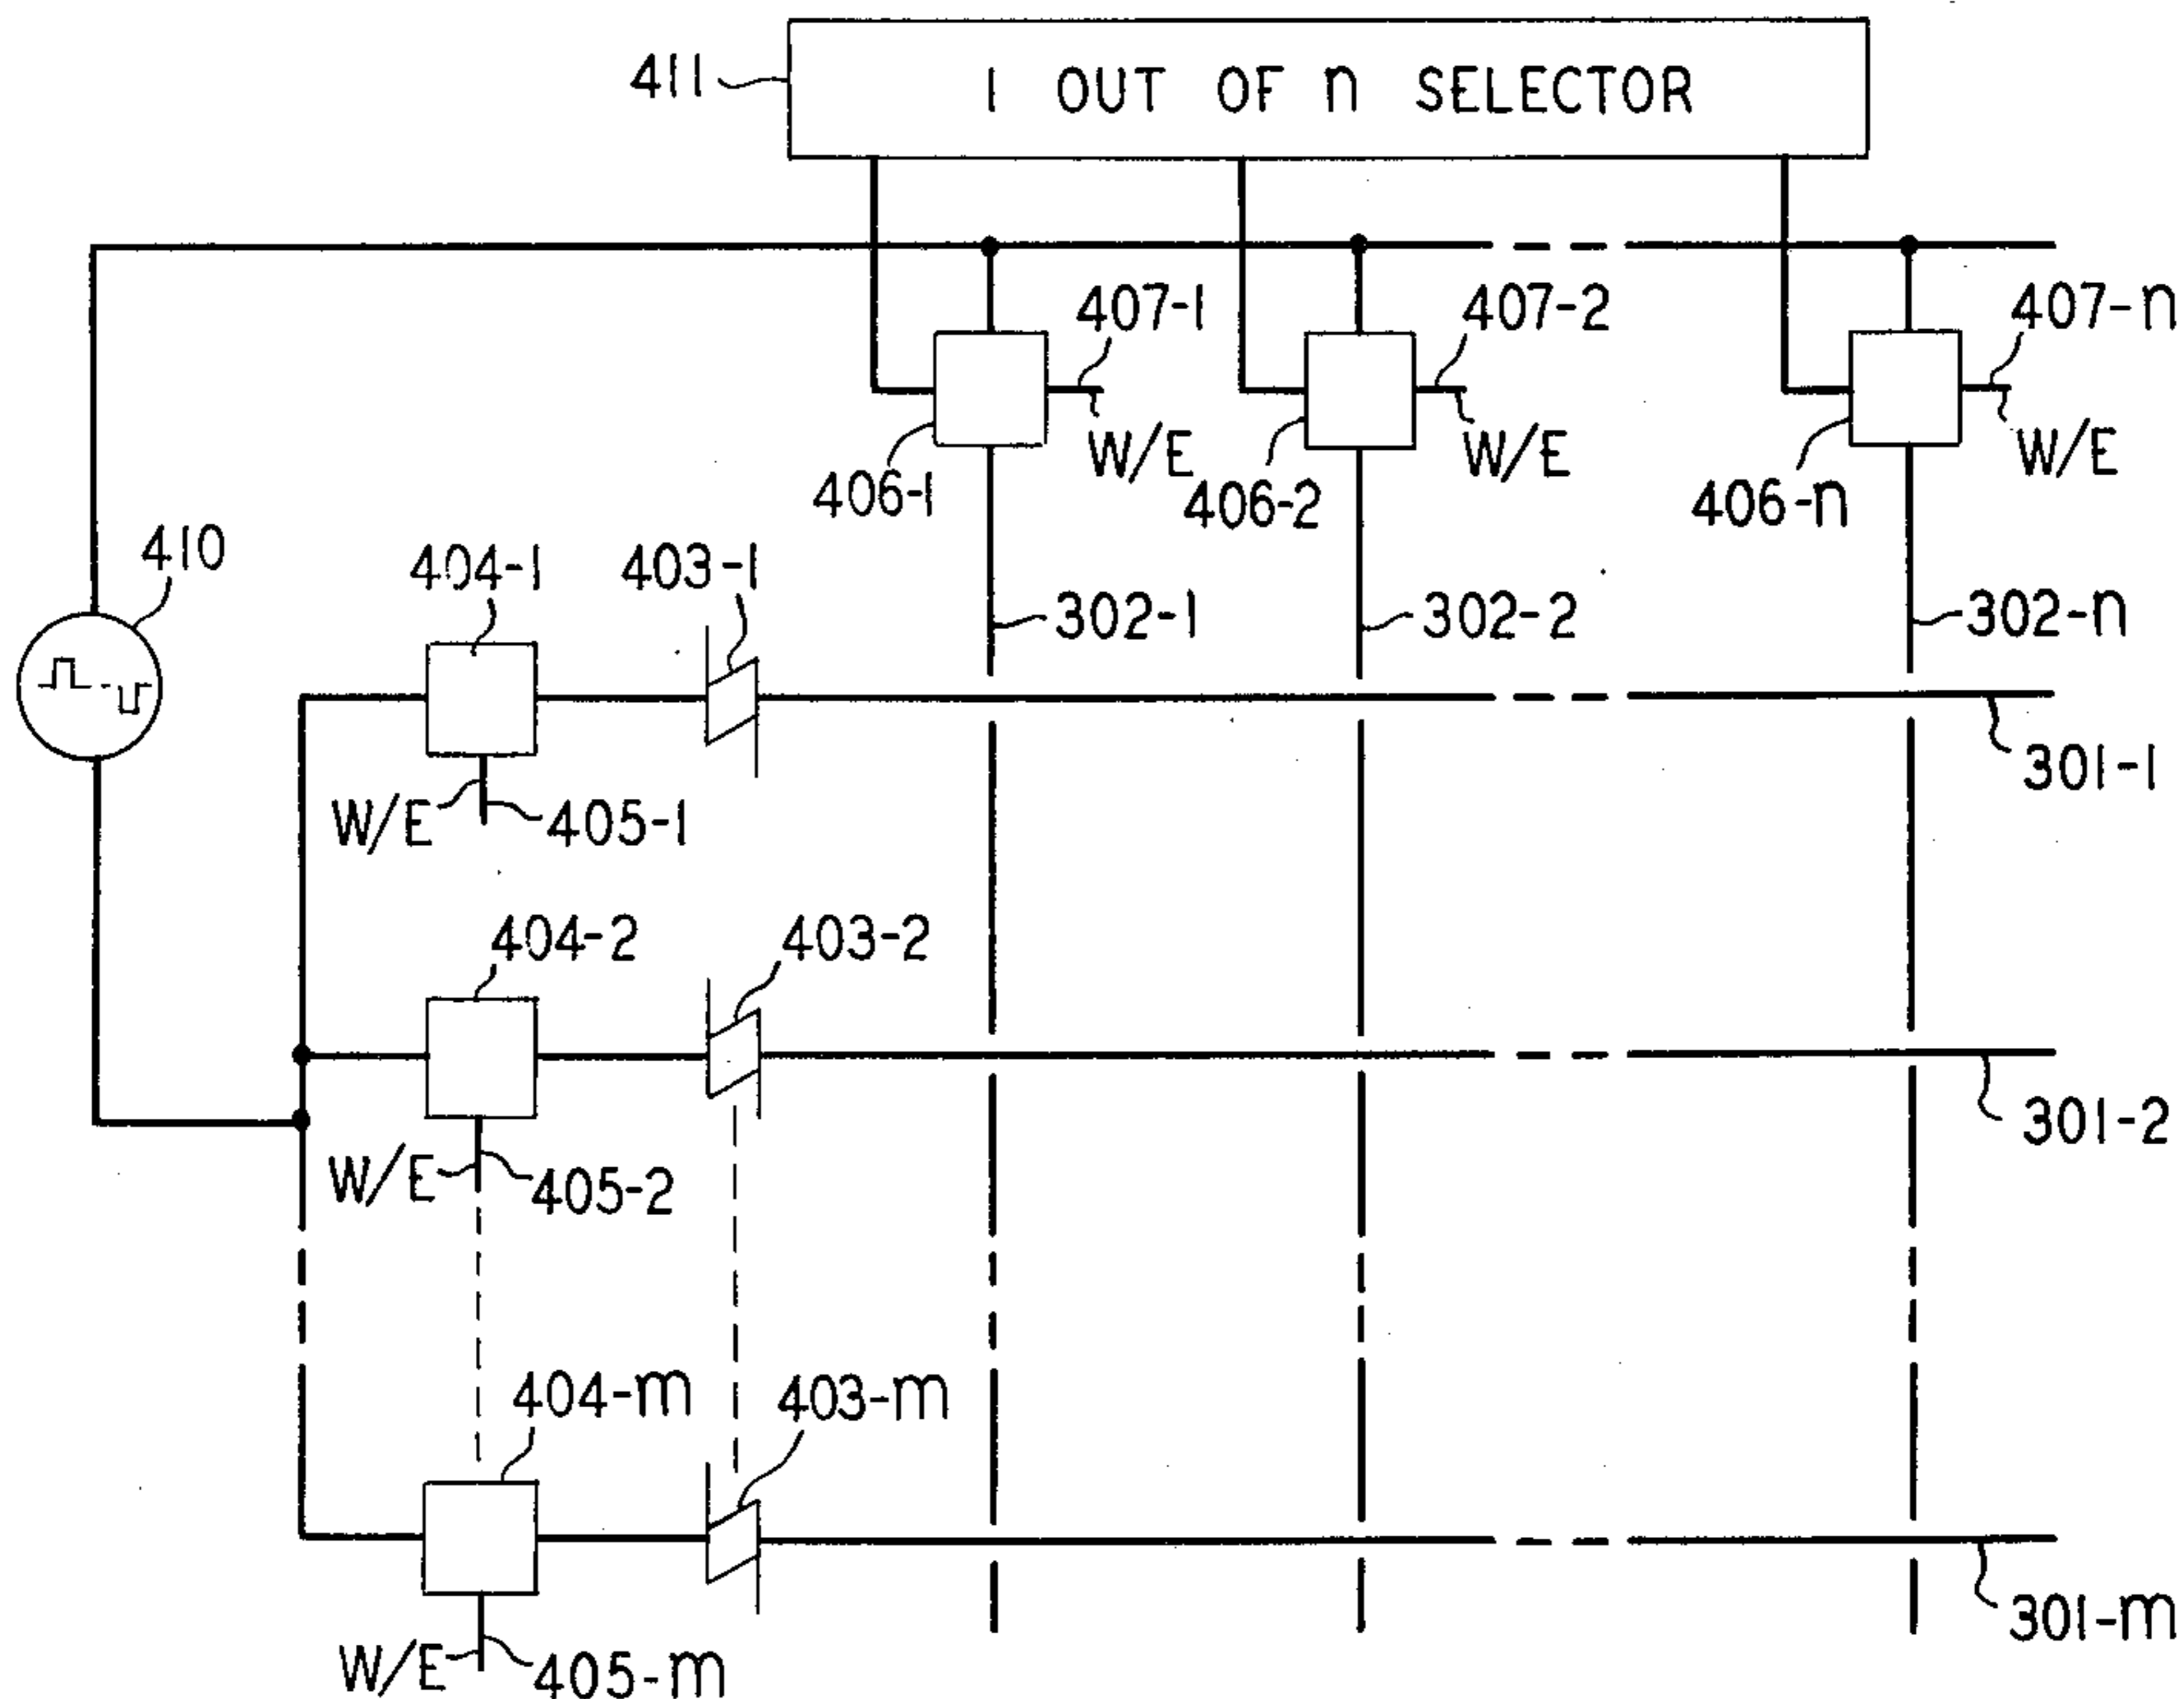 411
1 OUT OF n SELECTOR
407-1
407-2
407-n
W/E
W/E
W/E
406-1
406-2
406-n
410
404-1
403-1
302-1
302-2
302-n
301-1
W/E
405-1
404-2
403-2
301-2
W/E
405-2
404-m
403-m
301-m
W/E
405-m